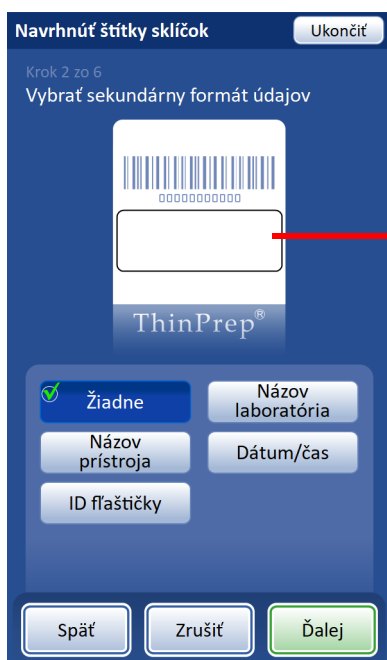 Navrhnúť štítky sklíčok
Ukončiť
Krok 2 zo 6
Vybrať sekundárny formát údajov
00000000000
ThinPrep®
Žiadne
Názov
laboratória
Názov
prístroja
Dátum/čas
ID fľaštičky
Späť
Zrušiť
Ďalej